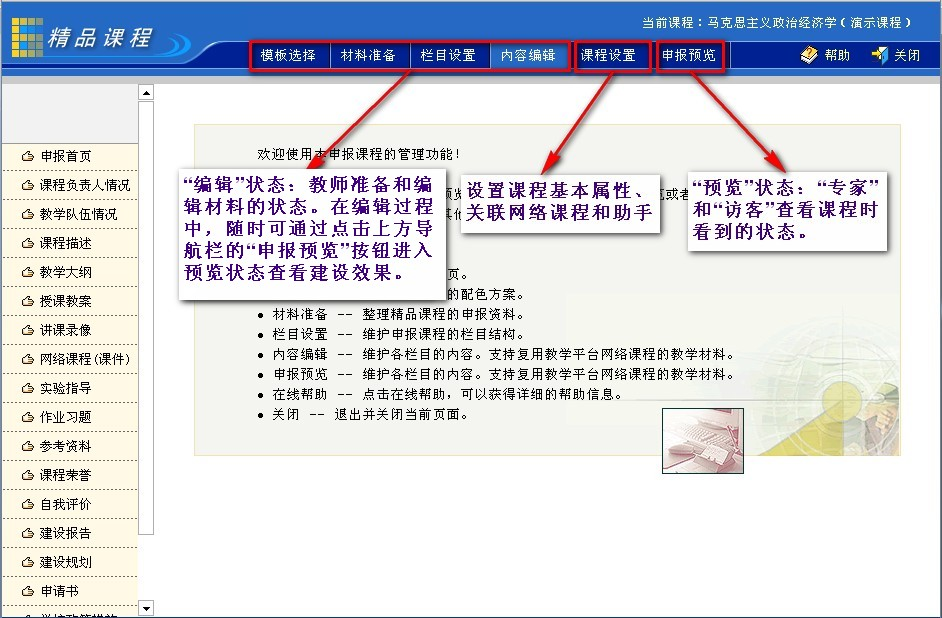 当前课程：马克思主义政治经济学（演示课程）
精品课程
模板选择 材料准备 栏目设置 内容编辑 课程设置 申报预览 帮助 关闭
申报首页
课程负责人情况
教学队伍情况
课程描述
教学大纲
授课教案
讲课录像
网络课程(课件)
实验指导
作业习题
参考资料
课程荣誉
自我评价
建设报告
建设规划
申请书
欢迎使用本申报课程的管理功能！
“编辑”状态：教师准备和编
辑材料的状态。在编辑过程
中，随时可通过点击上方导
航栏的“申报预览”按钮进入
预览状态查看建设效果。
设置课程基本属性、
关联网络课程和助手
“预览”状态：“专家”
和“访客”查看课程时
看到的状态。
页。
的配色方案。
材料准备 -- 整理精品课程的申报资料。
栏目设置 -- 维护申报课程的栏目结构。
内容编辑 -- 维护各栏目的内容。支持复用教学平台网络课程的教学材料。
申报预览 -- 维护各栏目的内容。支持复用教学平台网络课程的教学材料。
在线帮助 -- 点击在线帮助，可以获得详细的帮助信息。
关闭 -- 退出并关闭当前页面。